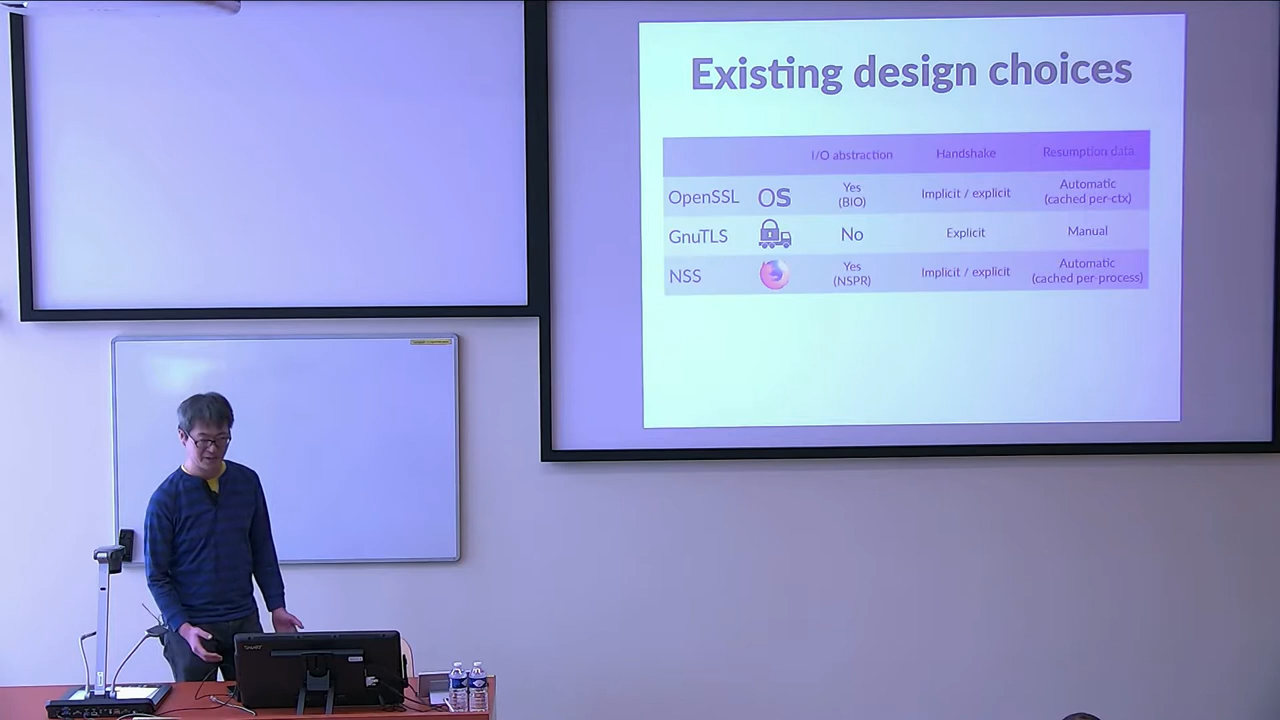 Existing design choices
I/O abstraction Handshake Resumption data
OpenSSL OS Yes (BIO) Implicit / explicit Automatic (cached per-ctx)
GnuTLS No Explicit Manual
NSS Yes (NSPR) Implicit / explicit Automatic (cached per-process)